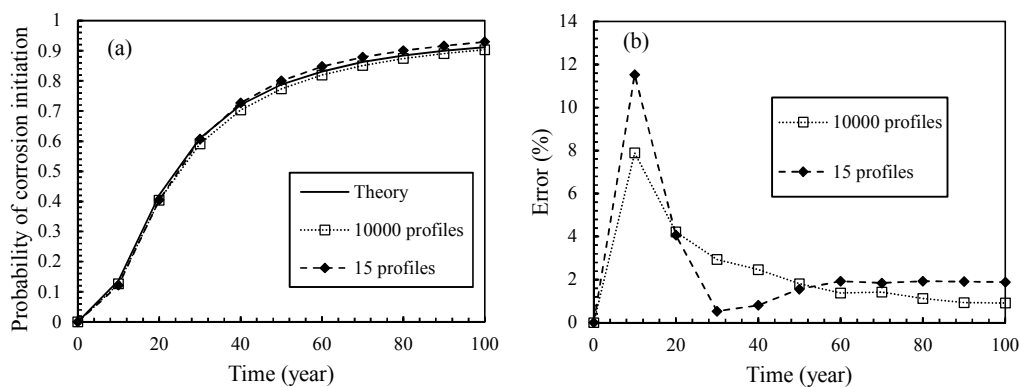 (a)
Probability of corrosion initiation
1
0.9
0.8
0.7
0.6
0.5
0.4
0.3
0.2
0.1
0
0 20 40 60 80 100
Time (year)
Theory
10000 profiles
15 profiles
(b)
Error (%)
14
12
10
8
6
4
2
0
0 20 40 60 80 100
Time (year)
10000 profiles
15 profiles